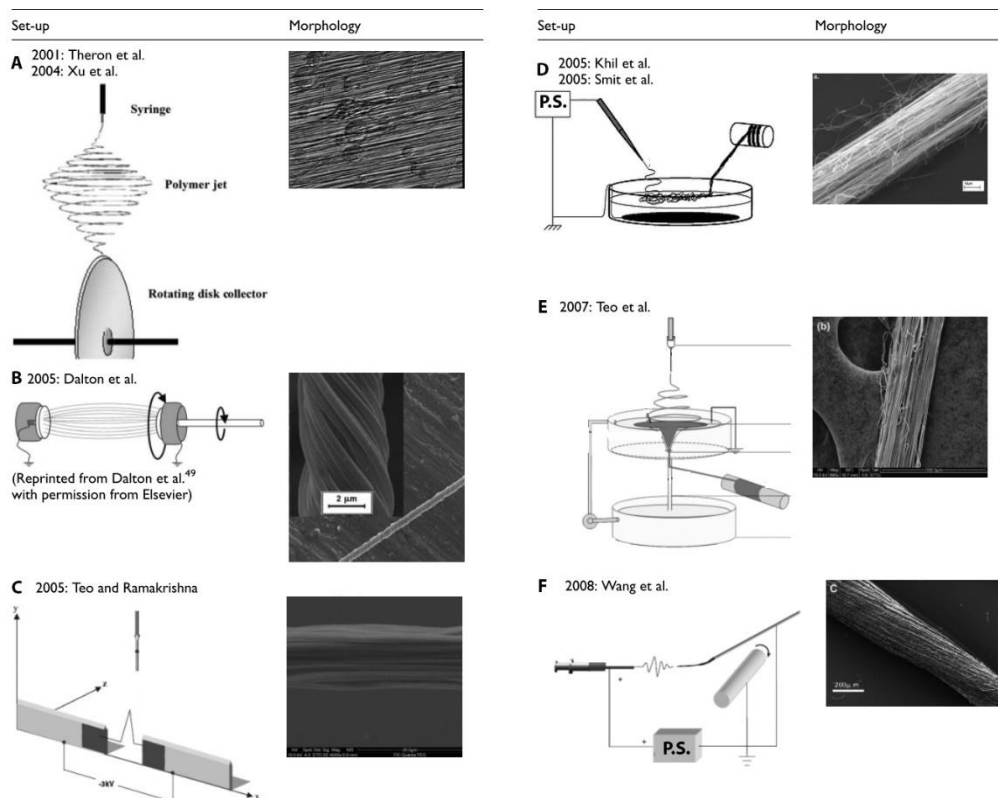 Set-up Morphology
A 2001: Theron et al.
2004: Xu et al.
Syringe
Polymer jet
Rotating disk collector
B 2005: Dalton et al.
(Reprinted from Dalton et al.49
with permission from Elsevier)
2 μm
C 2005: Teo and Ramakrishna
y
z
-3kV
x
Set-up Morphology
D 2005: Khil et al.
2005: Smit et al.
P.S.
a.
E 2007: Teo et al.
(b)
F 2008: Wang et al.
C
200μ m
+
+
P.S.